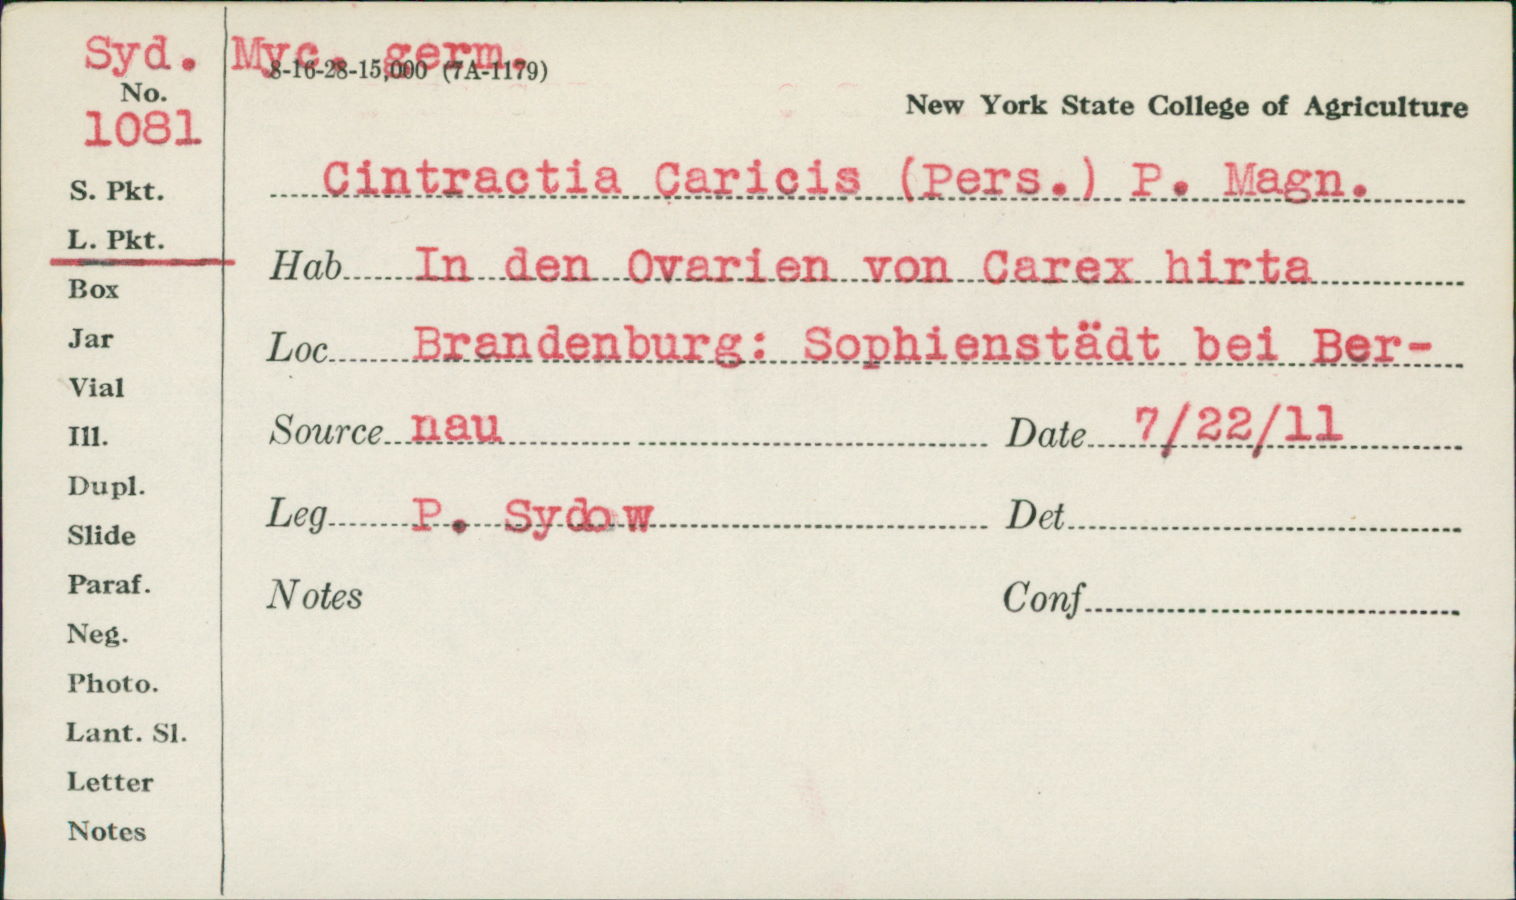 Syd. Myc. germ.
8-16-28-15,000 (7A-1179)
No.
1081
New York State College of Agriculture
Cintractia Caricis (Pers.) P. Magn.
S. Pkt.
L. Pkt.
Hab In den Ovarien von Carex hirta
Box
Jar
Loc Brandenburg: Sophienstädt bei Ber-
Vial
Ill.
Source nau Date 7/22/11
Dupl.
Slide
Leg P. Sydow Det
Paraf.
Notes Conf
Neg.
Photo.
Lant. Sl.
Letter
Notes